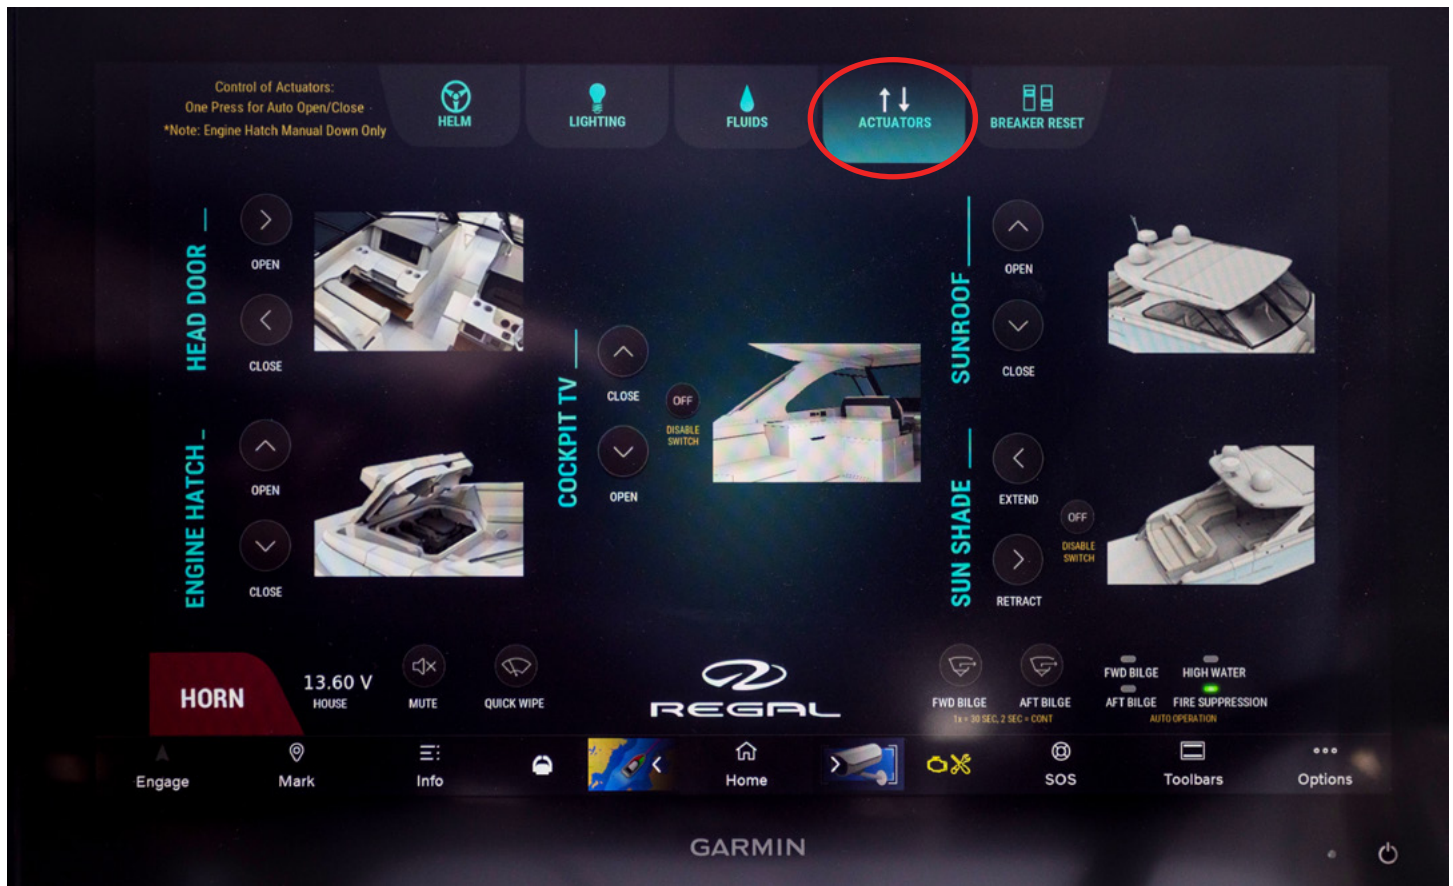 Control of Actuators:
One Press for Auto Open/Close
*Note: Engine Hatch Manual Down Only
HELM
LIGHTING
FLUIDS
ACTUATORS
BREAKER RESET
HEAD DOOR
OPEN
CLOSE
ENGINE HATCH
OPEN
CLOSE
COCKPIT TV
CLOSE
OPEN
OFF
DISABLE
SWITCH
SUNROOF
OPEN
CLOSE
SUN SHADE
EXTEND
RETRACT
OFF
DISABLE
SWITCH
HORN
13.60 V
HOUSE
MUTE
QUICK WIPE
REGAL
FWD BILGE
AFT BILGE
1x = 30 SEC, 2 SEC = CONT
FWD BILGE
HIGH WATER
AFT BILGE
FIRE SUPPRESSION
AUTO OPERATION
Engage
Mark
Info
Home
SOS
Toolbars
Options
GARMIN